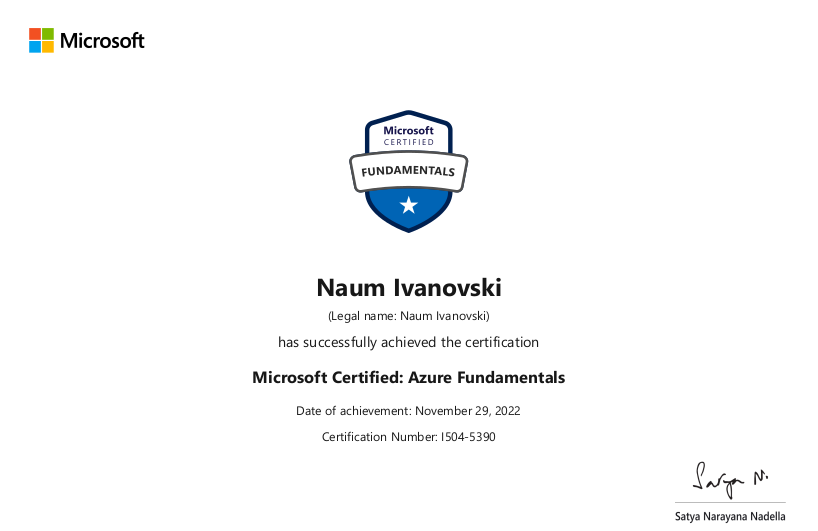 Microsoft
Microsoft
CERTIFIED
FUNDAMENTALS
Naum Ivanovski
(Legal name: Naum Ivanovski)
has successfully achieved the certification
Microsoft Certified: Azure Fundamentals
Date of achievement: November 29, 2022
Certification Number: I504-5390
Satya N.
Satya Narayana Nadella